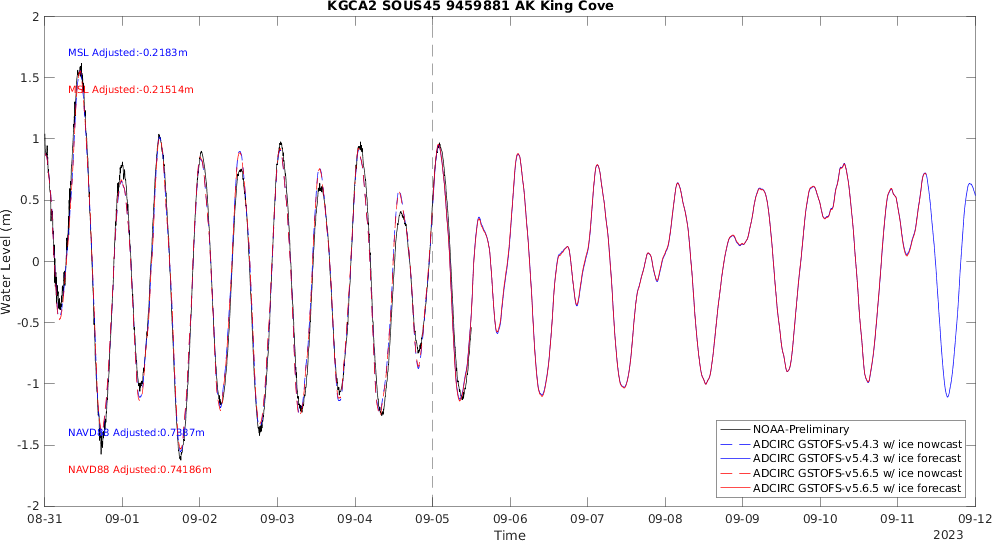 KGCA2 SOUS45 9459881 AK King Cove
2
1.5
1
0.5
0
-0.5
-1
-1.5
-2
Water Level (m)
MSL Adjusted:-0.2183m
MSL Adjusted:-0.21514m
NAVD88 Adjusted:0.7387m
NAVD88 Adjusted:0.74186m
NOAA-Preliminary
ADCIRC GSTOFS-v5.4.3 w/ ice nowcast
ADCIRC GSTOFS-v5.4.3 w/ ice forecast
ADCIRC GSTOFS-v5.6.5 w/ ice nowcast
ADCIRC GSTOFS-v5.6.5 w/ ice forecast
08-31 09-01 09-02 09-03 09-04 09-05 09-06 09-07 09-08 09-09 09-10 09-11 09-12
Time
2023